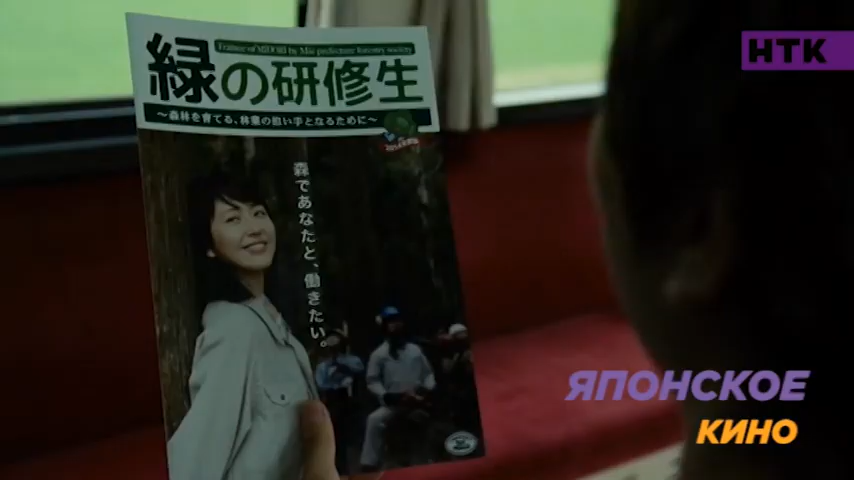 НТК
Trainee of MIDORI by Mie prefecture forestry society
緑の研修生
～森林を育てる、林業の担い手となるために～
森であなたと、働きたい。
ЯПОНСКОЕ
КИНО